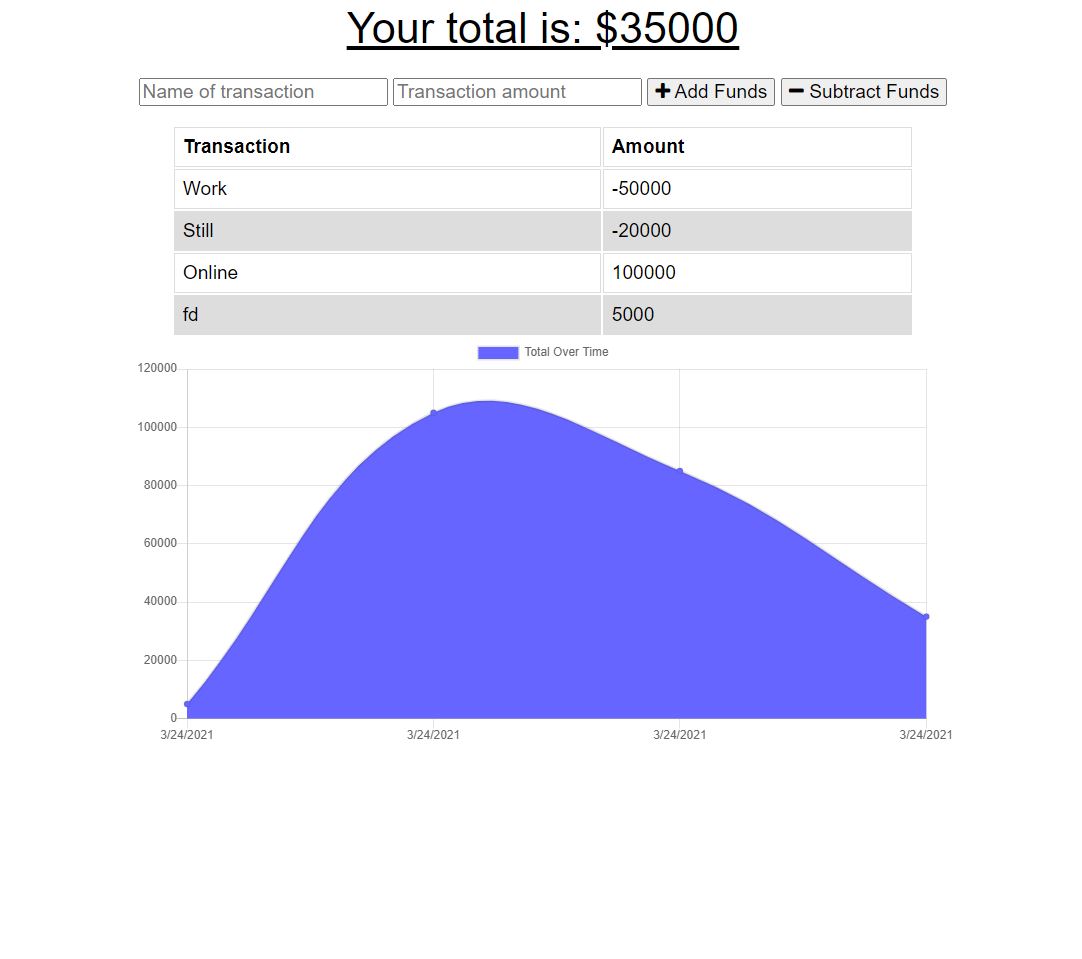 Your total is: $35000
Name of transaction Transaction amount Add Funds Subtract Funds
Transaction Amount
Work -50000
Still -20000
Online 100000
fd 5000
Total Over Time
120000
100000
80000
60000
40000
20000
0
3/24/2021 3/24/2021 3/24/2021 3/24/2021